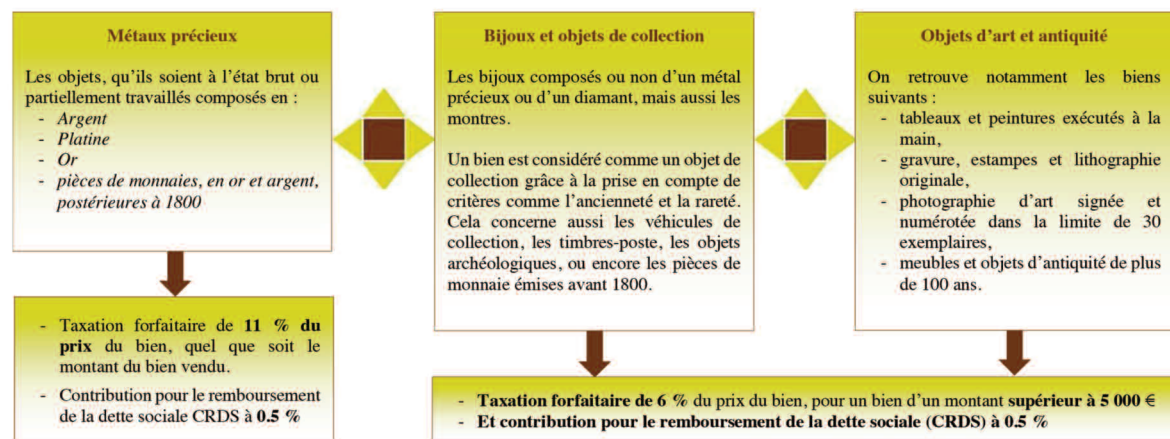 Métaux précieux
Les objets, qu'ils soient à l'état brut ou
partiellement travaillés composés en :
- Argent
- Platine
- Or
- pièces de monnaies, en or et argent,
postérieures à 1800
Bijoux et objets de collection
Les bijoux composés ou non d'un métal
précieux ou d'un diamant, mais aussi les
montres.
Un bien est considéré comme un objet de
collection grâce à la prise en compte de
critères comme l'ancienneté et la rareté.
Cela concerne aussi les véhicules de
collection, les timbres-poste, les objets
archéologiques, ou encore les pièces de
monnaie émises avant 1800.
Objets d'art et antiquité
On retrouve notamment les biens
suivants :
- tableaux et peintures exécutés à la
main,
- gravure, estampes et lithographie
originale,
- photographie d'art signée et
numérotée dans la limite de 30
exemplaires,
- meubles et objets d'antiquité de plus
de 100 ans.
- Taxation forfaitaire de 11 % du
prix du bien, quel que soit le
montant du bien vendu.
- Contribution pour le remboursement
de la dette sociale CRDS à 0.5 %
- Taxation forfaitaire de 6 % du prix du bien, pour un bien d'un montant supérieur à 5 000 €
- Et contribution pour le remboursement de la dette sociale (CRDS) à 0.5 %